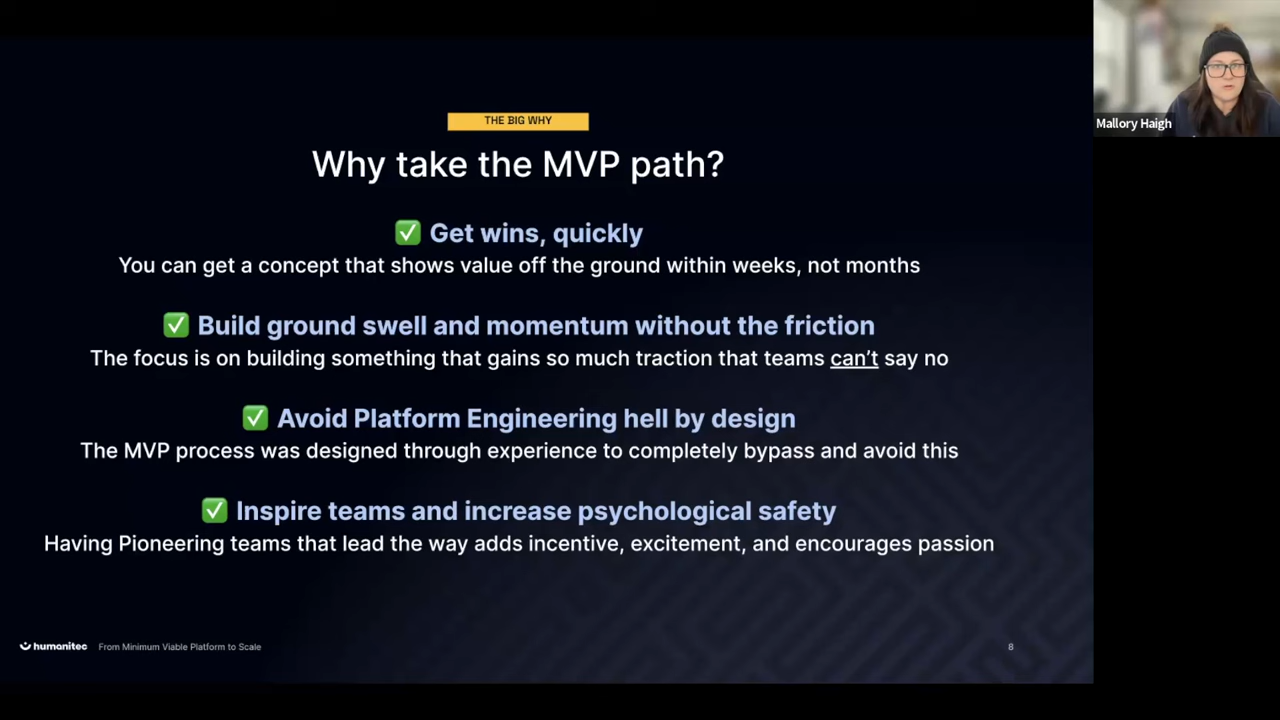 THE BIG WHY
Why take the MVP path?
✅ Get wins, quickly
You can get a concept that shows value off the ground within weeks, not months
✅ Build ground swell and momentum without the friction
The focus is on building something that gains so much traction that teams can't say no
✅ Avoid Platform Engineering hell by design
The MVP process was designed through experience to completely bypass and avoid this
✅ Inspire teams and increase psychological safety
Having Pioneering teams that lead the way adds incentive, excitement, and encourages passion
humanitec From Minimum Viable Platform to Scale 8
Mallory Haigh